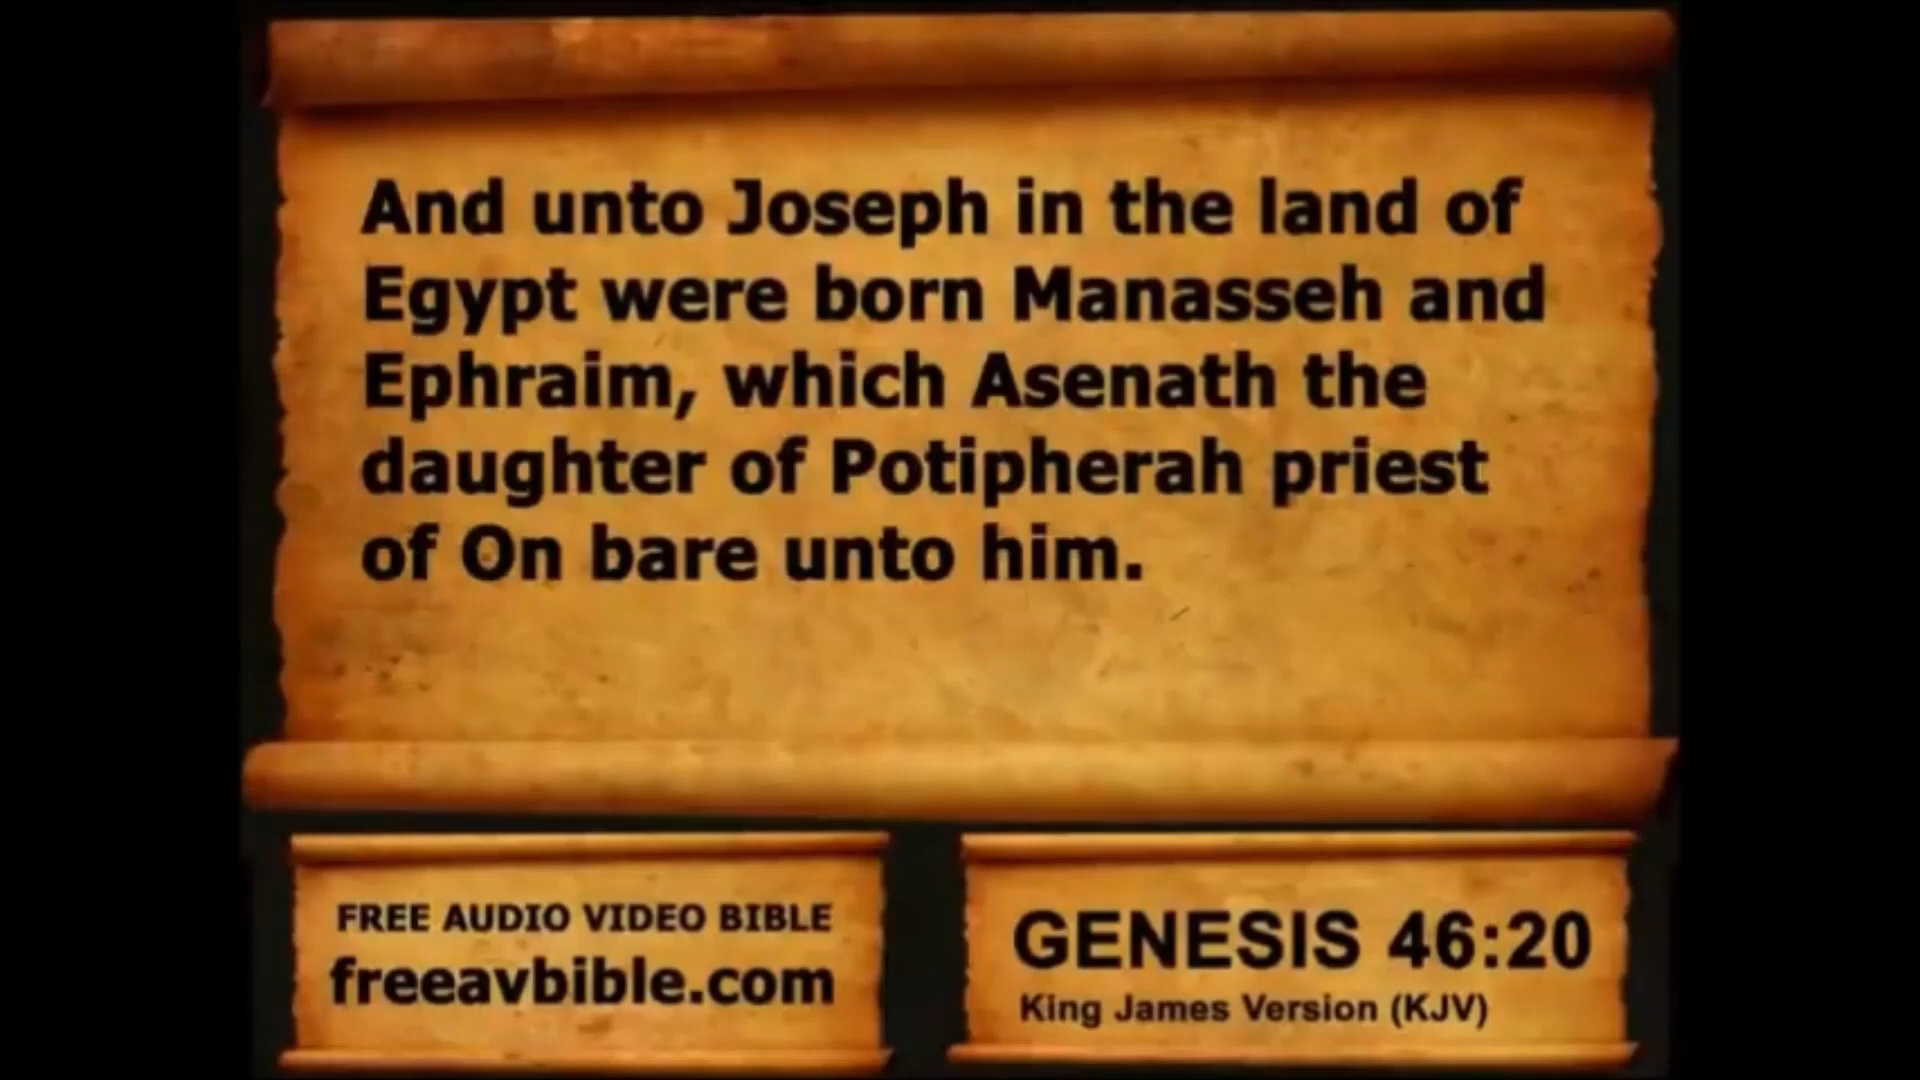 And unto Joseph in the land of
Egypt were born Manasseh and
Ephraim, which Asenath the
daughter of Potipherah priest
of On bare unto him.
FREE AUDIO VIDEO BIBLE
freeavbible.com
GENESIS 46:20
King James Version (KJV)